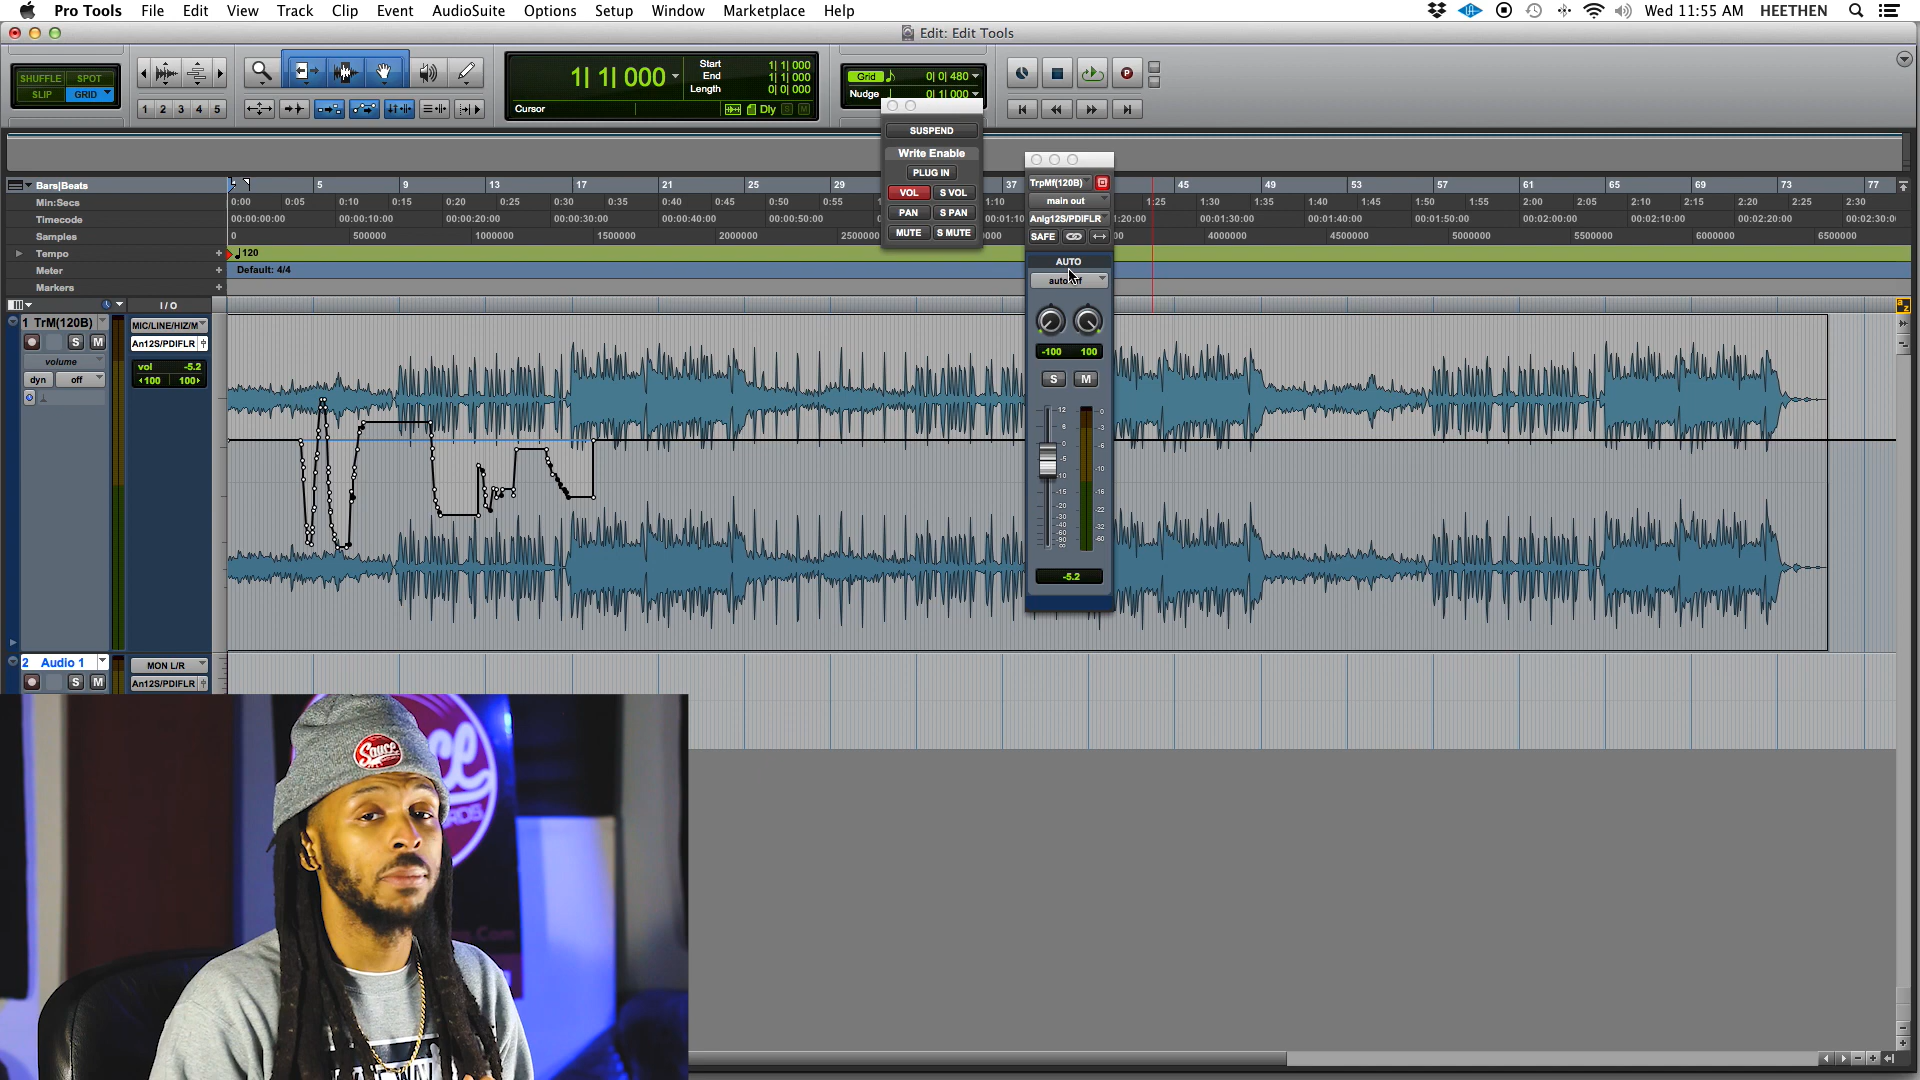 Pro Tools File Edit View Track Clip Event AudioSuite Options Setup Window Marketplace Help Wed 11:55 AM HEETHEN
Edit: Edit Tools
SHUFFLE SPOT
SLIP GRID
1 2 3 4 5
1| 1| 000
Start 1| 1| 000
End 1| 1| 000
Length 0| 0| 000
Cursor Dly S M
Grid 0| 0| 480
Nudge 0| 1| 000
SUSPEND
Write Enable
PLUG IN
VOL S VOL
PAN S PAN
MUTE S MUTE
Bars|Beats 5 9 13 17 21 25 29 37 45 49 53 57 61 65 69 73 77
Min:Secs 0:00 0:05 0:10 0:15 0:20 0:25 0:30 0:35 0:40 0:45 0:50 0:55 1:00 1:10 1:25 1:30 1:35 1:40 1:45 1:50 1:55 2:00 2:05 2:10 2:15 2:20 2:25 2:30
Timecode 00:00:00:00 00:00:10:00 00:00:20:00 00:00:30:00 00:00:40:00 00:00:50:00 1:20:00 00:01:30:00 00:01:40:00 00:01:50:00 00:02:00:00 00:02:10:00 00:02:20:00 00:02:30:0
Samples 0 500000 1000000 1500000 2000000 2500000 4000000 4500000 5000000 5500000 6000000 6500000
Tempo + 120
Meter + Default: 4/4
Markers +
I / O
1 TrM(120B)
MIC/LINE/HIZ/M
S M
An12S/PDIFLR
volume
vol -5.2
dyn off
100 100
2 Audio 1
MON L/R
S M
An12S/PDIFLR
TrpMf(120B)
main out
Anlg12S/PDIFLR
SAFE
AUTO
-100 100
S M
12 0
6 -3
0 -6
-5 -10
-10 -16
-15 -22
-20 -32
-30 -60
-40
-60
-90
∞
-5.2
Sauce